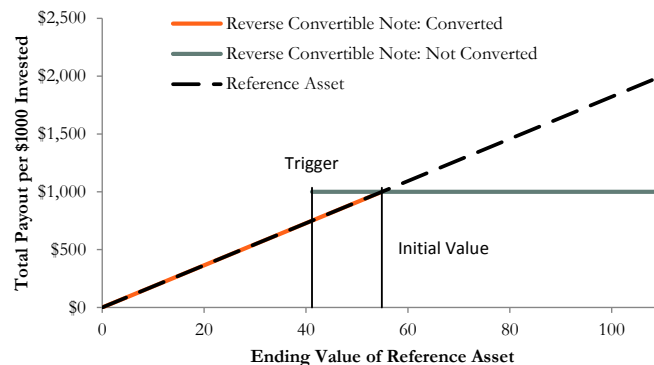 $2,500
$2,000
$1,500
$1,000
$500
$0
Total Payout per $1000 Invested
Reverse Convertible Note: Converted
Reverse Convertible Note: Not Converted
Reference Asset
Trigger
Initial Value
0 20 40 60 80 100
Ending Value of Reference Asset